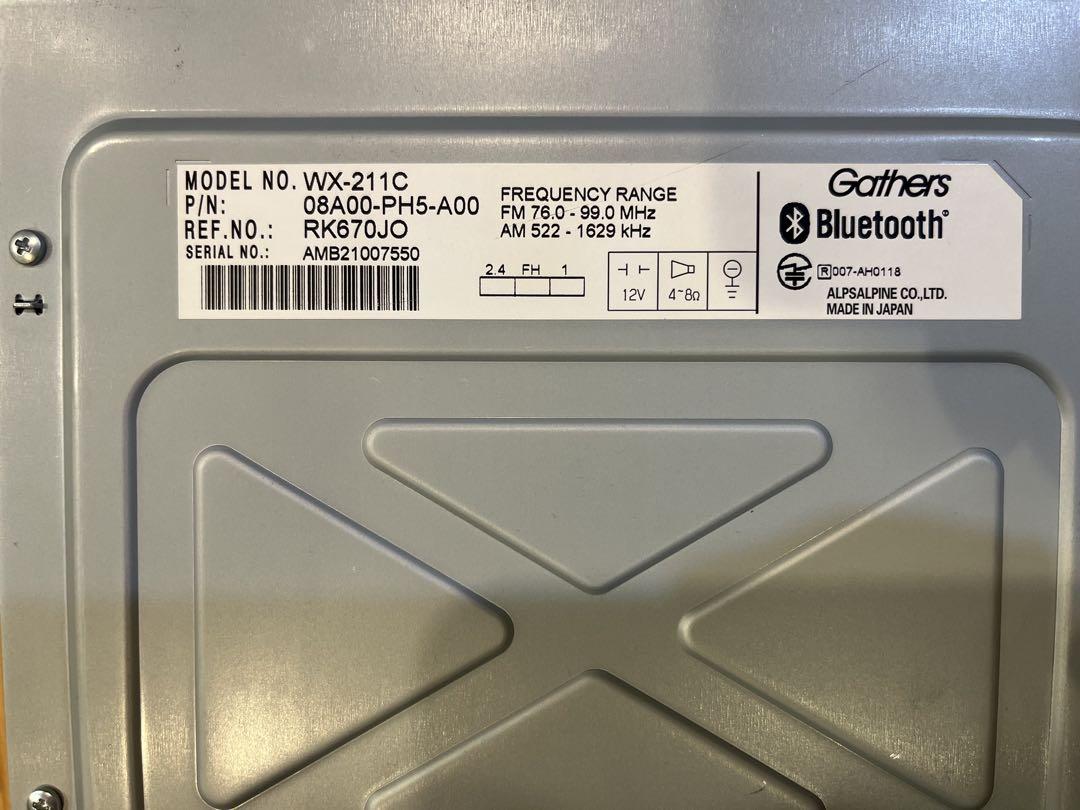 MODEL NO. WX-211C
P/N: 08A00-PH5-A00
REF.NO.: RK670JO
SERIAL NO.: AMB21007550
FREQUENCY RANGE
FM 76.0 - 99.0 MHz
AM 522 - 1629 kHz
2.4 FH 1
12V 4~8Ω
Gathers
Bluetooth®
R 007-AH0118
ALPSALPINE CO.,LTD.
MADE IN JAPAN